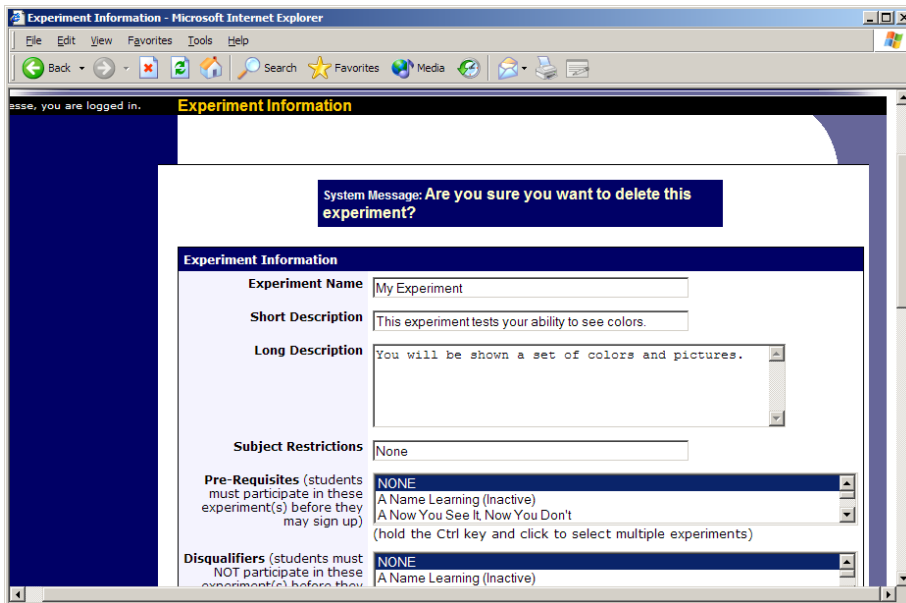 Experiment Information - Microsoft Internet Explorer
File Edit View Favorites Tools Help
Back Search Favorites Media
esse, you are logged in. Experiment Information
System Message: Are you sure you want to delete this
experiment?
Experiment Information
Experiment Name My Experiment
Short Description This experiment tests your ability to see colors.
Long Description You will be shown a set of colors and pictures.
Subject Restrictions None
Pre-Requisites (students NONE
must participate in these A Name Learning (Inactive)
experiment(s) before they A Now You See It, Now You Don't
may sign up)
(hold the Ctrl key and click to select multiple experiments)
Disqualifiers (students must NONE
NOT participate in these A Name Learning (Inactive)
experiment(s) before they